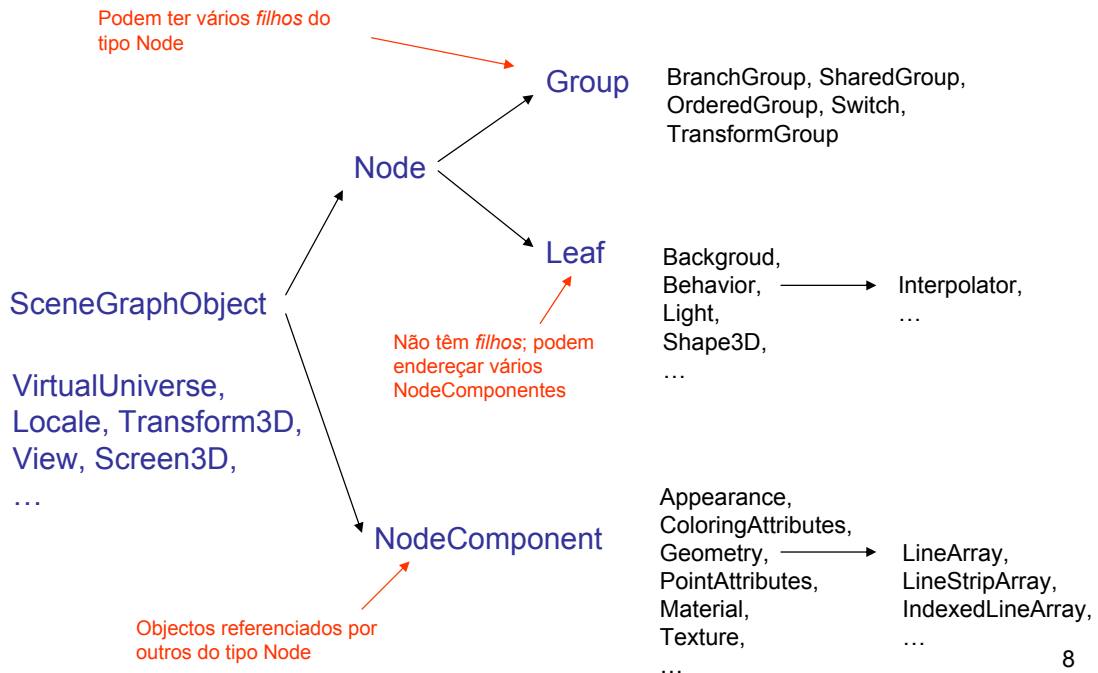 Podem ter vários filhos do
tipo Node
Group
BranchGroup, SharedGroup,
OrderedGroup, Switch,
TransformGroup
Node
Leaf
Backgroud,
Behavior,
Light,
Shape3D,
…
Interpolator,
…
SceneGraphObject
Não têm filhos; podem
endereçar vários
NodeComponentes
VirtualUniverse,
Locale, Transform3D,
View, Screen3D,
…
NodeComponent
Appearance,
ColoringAttributes,
Geometry,
PointAttributes,
Material,
Texture,
…
LineArray,
LineStripArray,
IndexedLineArray,
…
Objectos referenciados por
outros do tipo Node
8